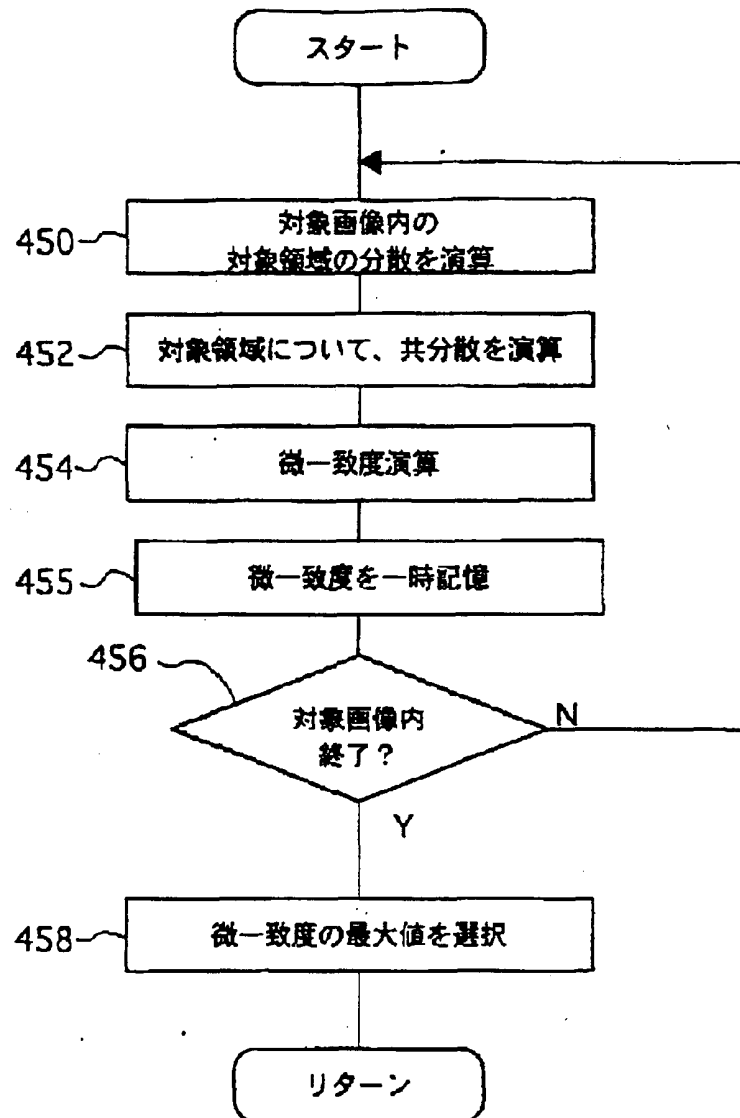 スタート
450
対象画像内の
対象領域の分散を演算
452
対象領域について、共分散を演算
454
微一致度演算
455
微一致度を一時記憶
456
対象画像内
終了?
N
Y
458
微一致度の最大値を選択
リターン